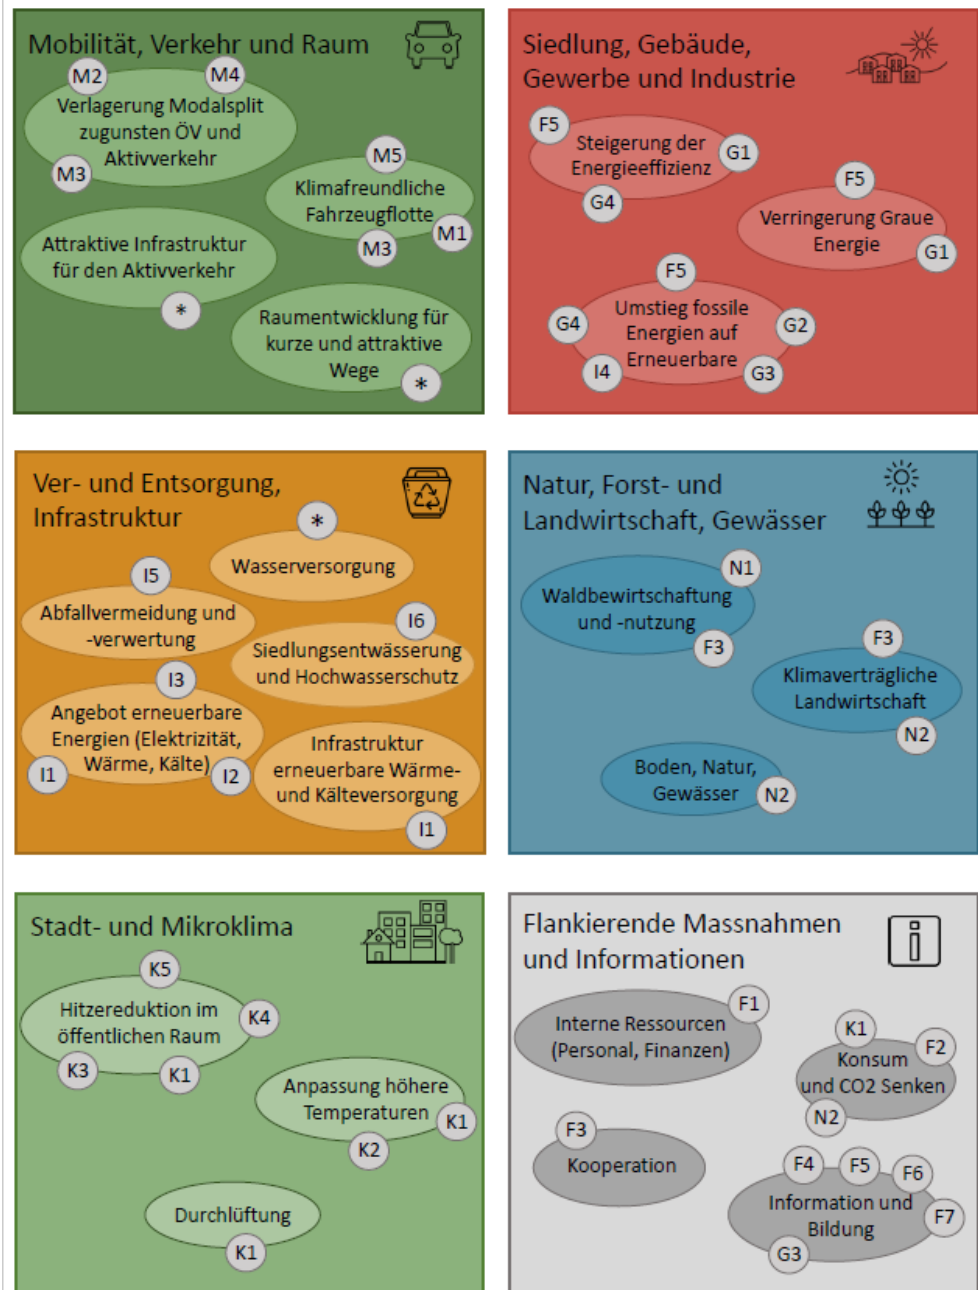 Mobilität, Verkehr und Raum
M2
M4
Verlagerung Modalsplit
zugunsten ÖV und
Aktivverkehr
M3
M5
Klimafreundliche
Fahrzeugflotte
M1
M3
Attraktive Infrastruktur
für den Aktivverkehr
*
Raumentwicklung für
kurze und attraktive
Wege
*
Siedlung, Gebäude,
Gewerbe und Industrie
F5
Steigerung der
Energieeffizienz
G1
G4
F5
Verringerung Graue
Energie
G1
F5
Umstieg fossile
Energien auf
Erneuerbare
G4
G2
I4
G3
Ver- und Entsorgung,
Infrastruktur
*
Wasserversorgung
I5
Abfallvermeidung und
-verwertung
I6
Siedlungsentwässerung
und Hochwasserschutz
I3
Angebot erneuerbare
Energien (Elektrizität,
Wärme, Kälte)
I1
I2
Infrastruktur
erneuerbare Wärme-
und Kälteversorgung
I1
Natur, Forst- und
Landwirtschaft, Gewässer
N1
Waldbewirtschaftung
und -nutzung
F3
F3
Klimaverträgliche
Landwirtschaft
N2
Boden, Natur,
Gewässer
N2
Stadt- und Mikroklima
K5
Hitzereduktion im
öffentlichen Raum
K4
K3
K1
Anpassung höhere
Temperaturen
K1
K2
Durchlüftung
K1
Flankierende Massnahmen
und Informationen
F1
Interne Ressourcen
(Personal, Finanzen)
K1
F2
Konsum
und CO2 Senken
N2
F3
Kooperation
F4
F5
F6
Information und
Bildung
F7
G3